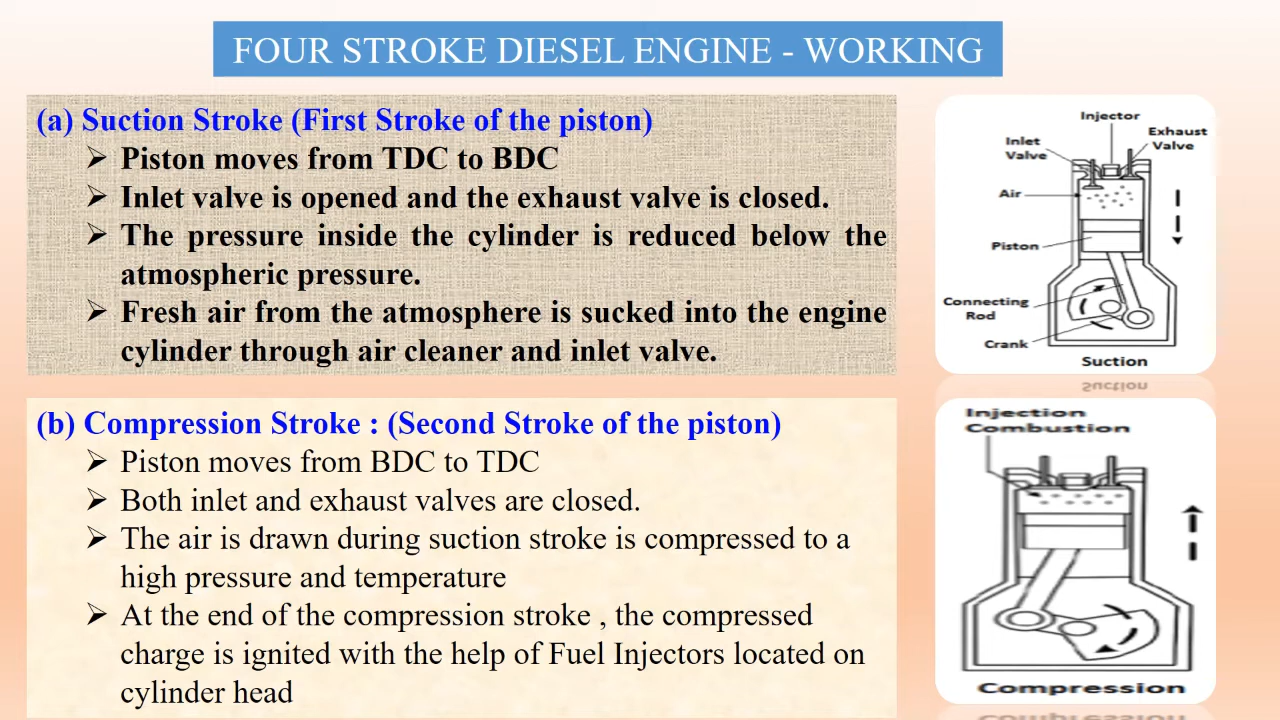 FOUR STROKE DIESEL ENGINE - WORKING
(a) Suction Stroke (First Stroke of the piston)
➢ Piston moves from TDC to BDC
➢ Inlet valve is opened and the exhaust valve is closed.
➢ The pressure inside the cylinder is reduced below the
atmospheric pressure.
➢ Fresh air from the atmosphere is sucked into the engine
cylinder through air cleaner and inlet valve.
Injector
Inlet
Valve
Exhaust
Valve
Air
Piston
Connecting
Rod
Crank
Suction
(b) Compression Stroke : (Second Stroke of the piston)
➢ Piston moves from BDC to TDC
➢ Both inlet and exhaust valves are closed.
➢ The air is drawn during suction stroke is compressed to a
high pressure and temperature
➢ At the end of the compression stroke , the compressed
charge is ignited with the help of Fuel Injectors located on
cylinder head
Injection
Combustion
Compression